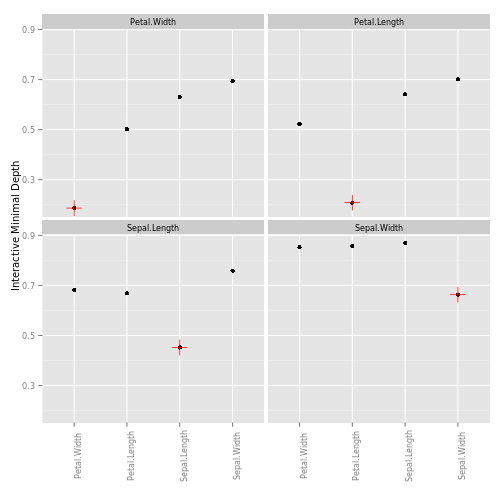 Petal.Width
Petal.Length
0.9
0.7
0.5
0.3
Sepal.Length
Sepal.Width
0.9
0.7
0.5
0.3
Interactive Minimal Depth
Petal.Width
Petal.Length
Sepal.Length
Sepal.Width
Petal.Width
Petal.Length
Sepal.Length
Sepal.Width